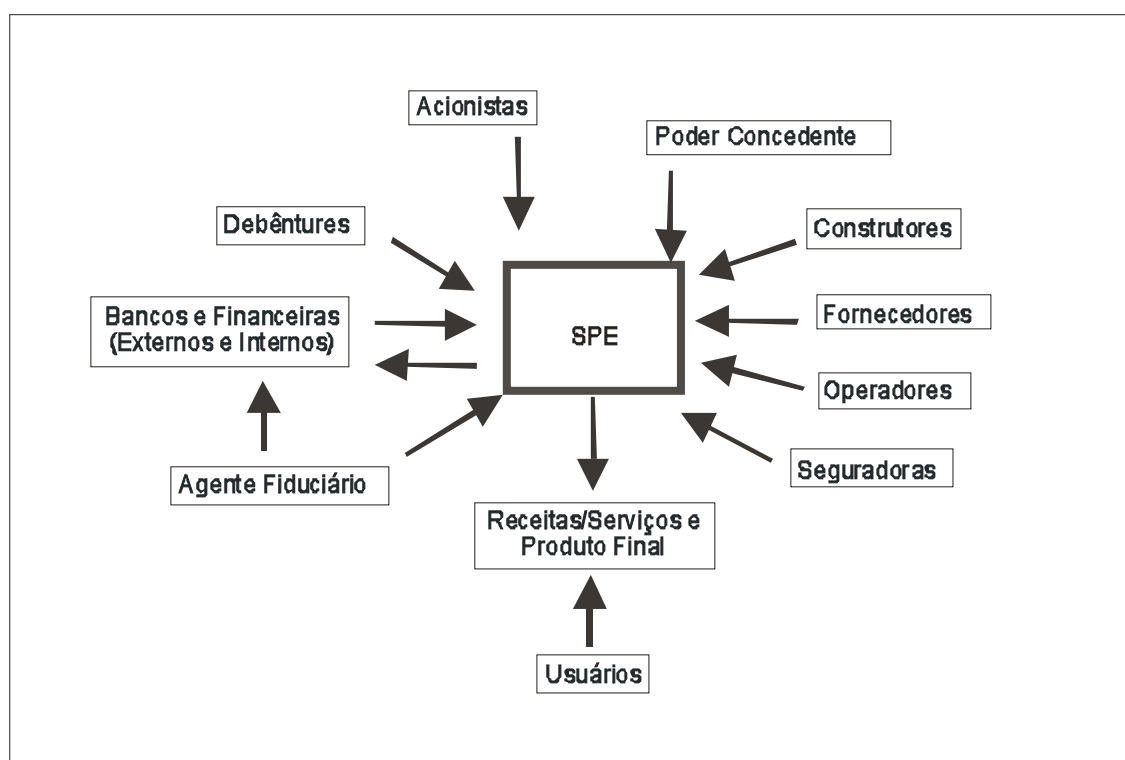 Acionistas
Poder Concedente
Debêntures
Construtores
Bancos e Financeiras
(Externos e Internos)
Fornecedores
SPE
Operadores
Agente Fiduciário
Seguradoras
Receitas/Serviços e
Produto Final
Usuários